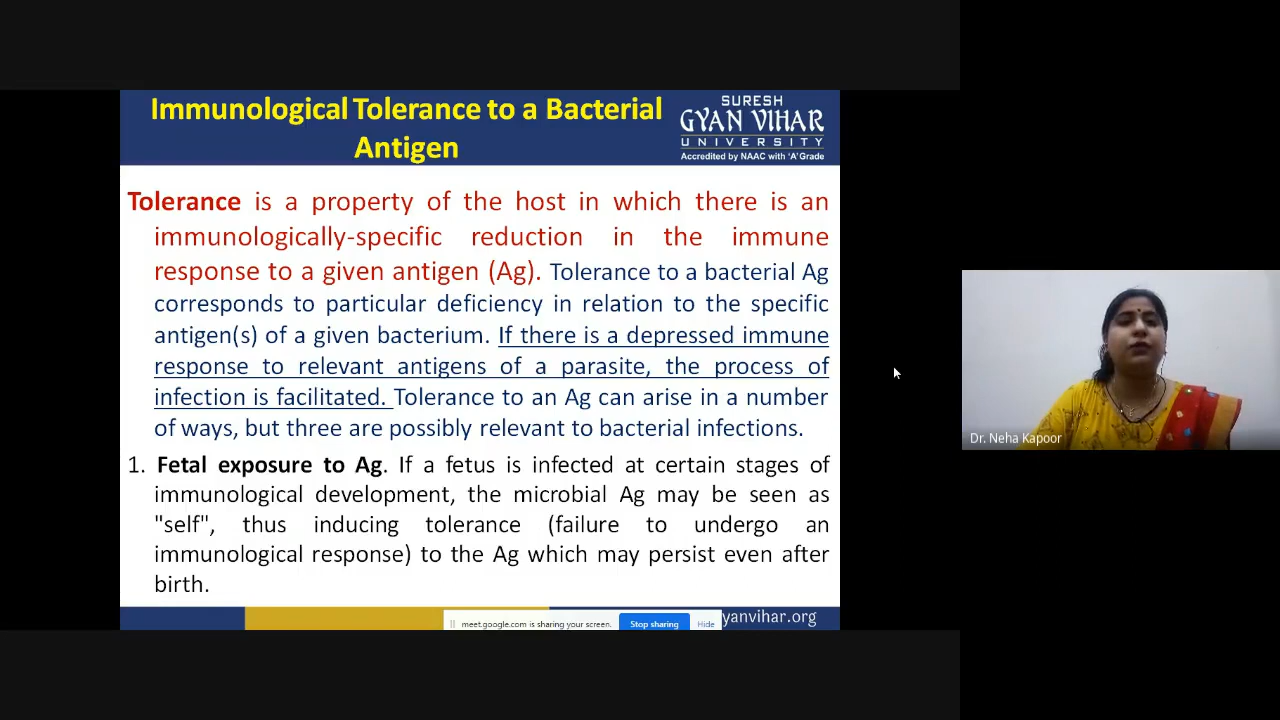 Immunological Tolerance to a Bacterial
Antigen
SURESH
GYAN VIHAR
UNIVERSITY
Accredited by NAAC with 'A' Grade
Tolerance is a property of the host in which there is an
immunologically-specific reduction in the immune
response to a given antigen (Ag). Tolerance to a bacterial Ag
corresponds to particular deficiency in relation to the specific
antigen(s) of a given bacterium. If there is a depressed immune
response to relevant antigens of a parasite, the process of
infection is facilitated. Tolerance to an Ag can arise in a number
of ways, but three are possibly relevant to bacterial infections.
1. Fetal exposure to Ag. If a fetus is infected at certain stages of
immunological development, the microbial Ag may be seen as
"self", thus inducing tolerance (failure to undergo an
immunological response) to the Ag which may persist even after
birth.
meet.google.com is sharing your screen. Stop sharing Hide
yanvihar.org
Dr. Neha Kapoor